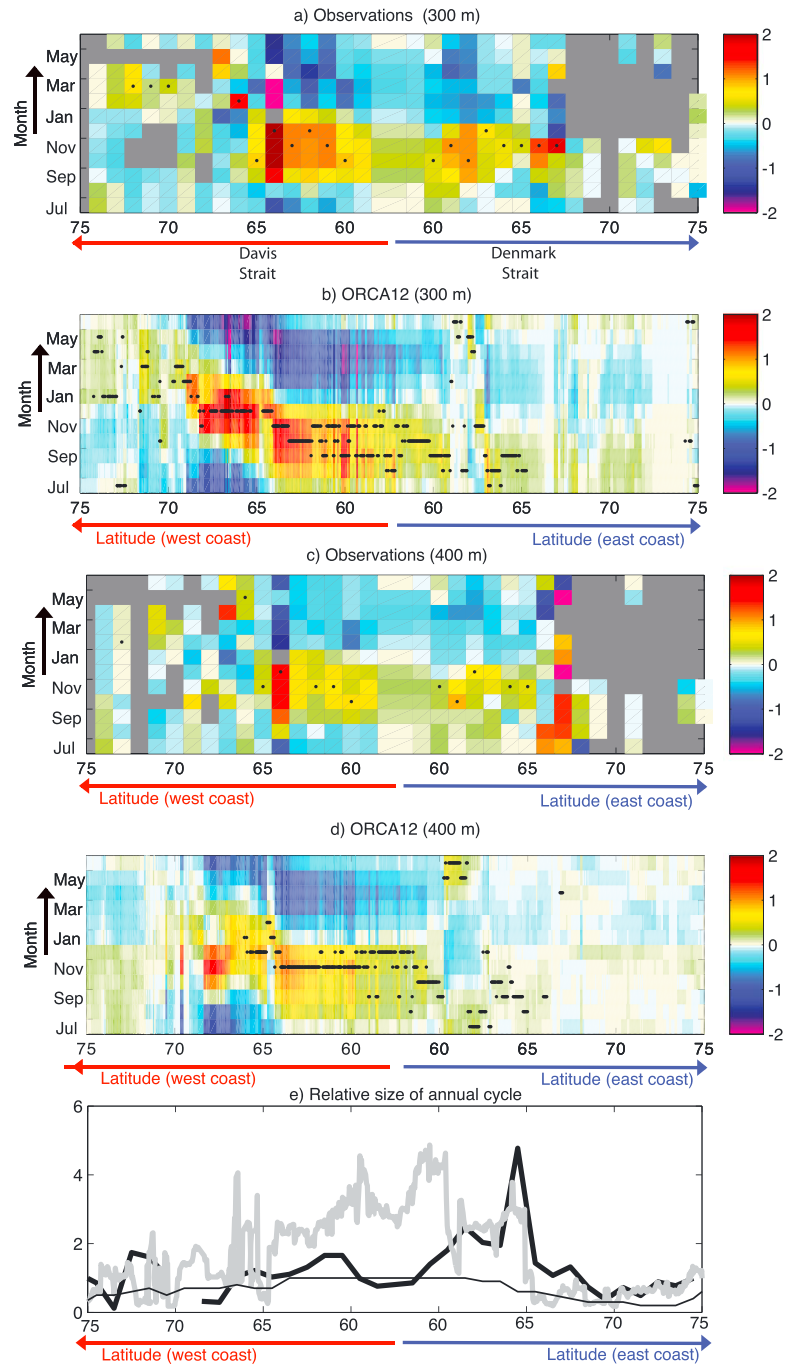 a) Observations (300 m)
May
Mar
Jan
Nov
Sep
Jul
Month
75 70 65 60 60 65 70 75
Davis
Strait
Denmark
Strait
2
1
0
-1
-2
b) ORCA12 (300 m)
May
Mar
Jan
Nov
Sep
Jul
Month
75 70 65 60 60 65 70 75
Latitude (west coast) Latitude (east coast)
2
1
0
-1
-2
c) Observations (400 m)
May
Mar
Jan
Nov
Sep
Jul
Month
75 70 65 60 60 65 70 75
Latitude (west coast) Latitude (east coast)
2
1
0
-1
-2
d) ORCA12 (400 m)
May
Mar
Jan
Nov
Sep
Jul
Month
75 70 65 60 60 65 70 75
Latitude (west coast) Latitude (east coast)
2
1
0
-1
-2
e) Relative size of annual cycle
6
4
2
0
75 70 65 60 60 65 70 75
Latitude (west coast) Latitude (east coast)